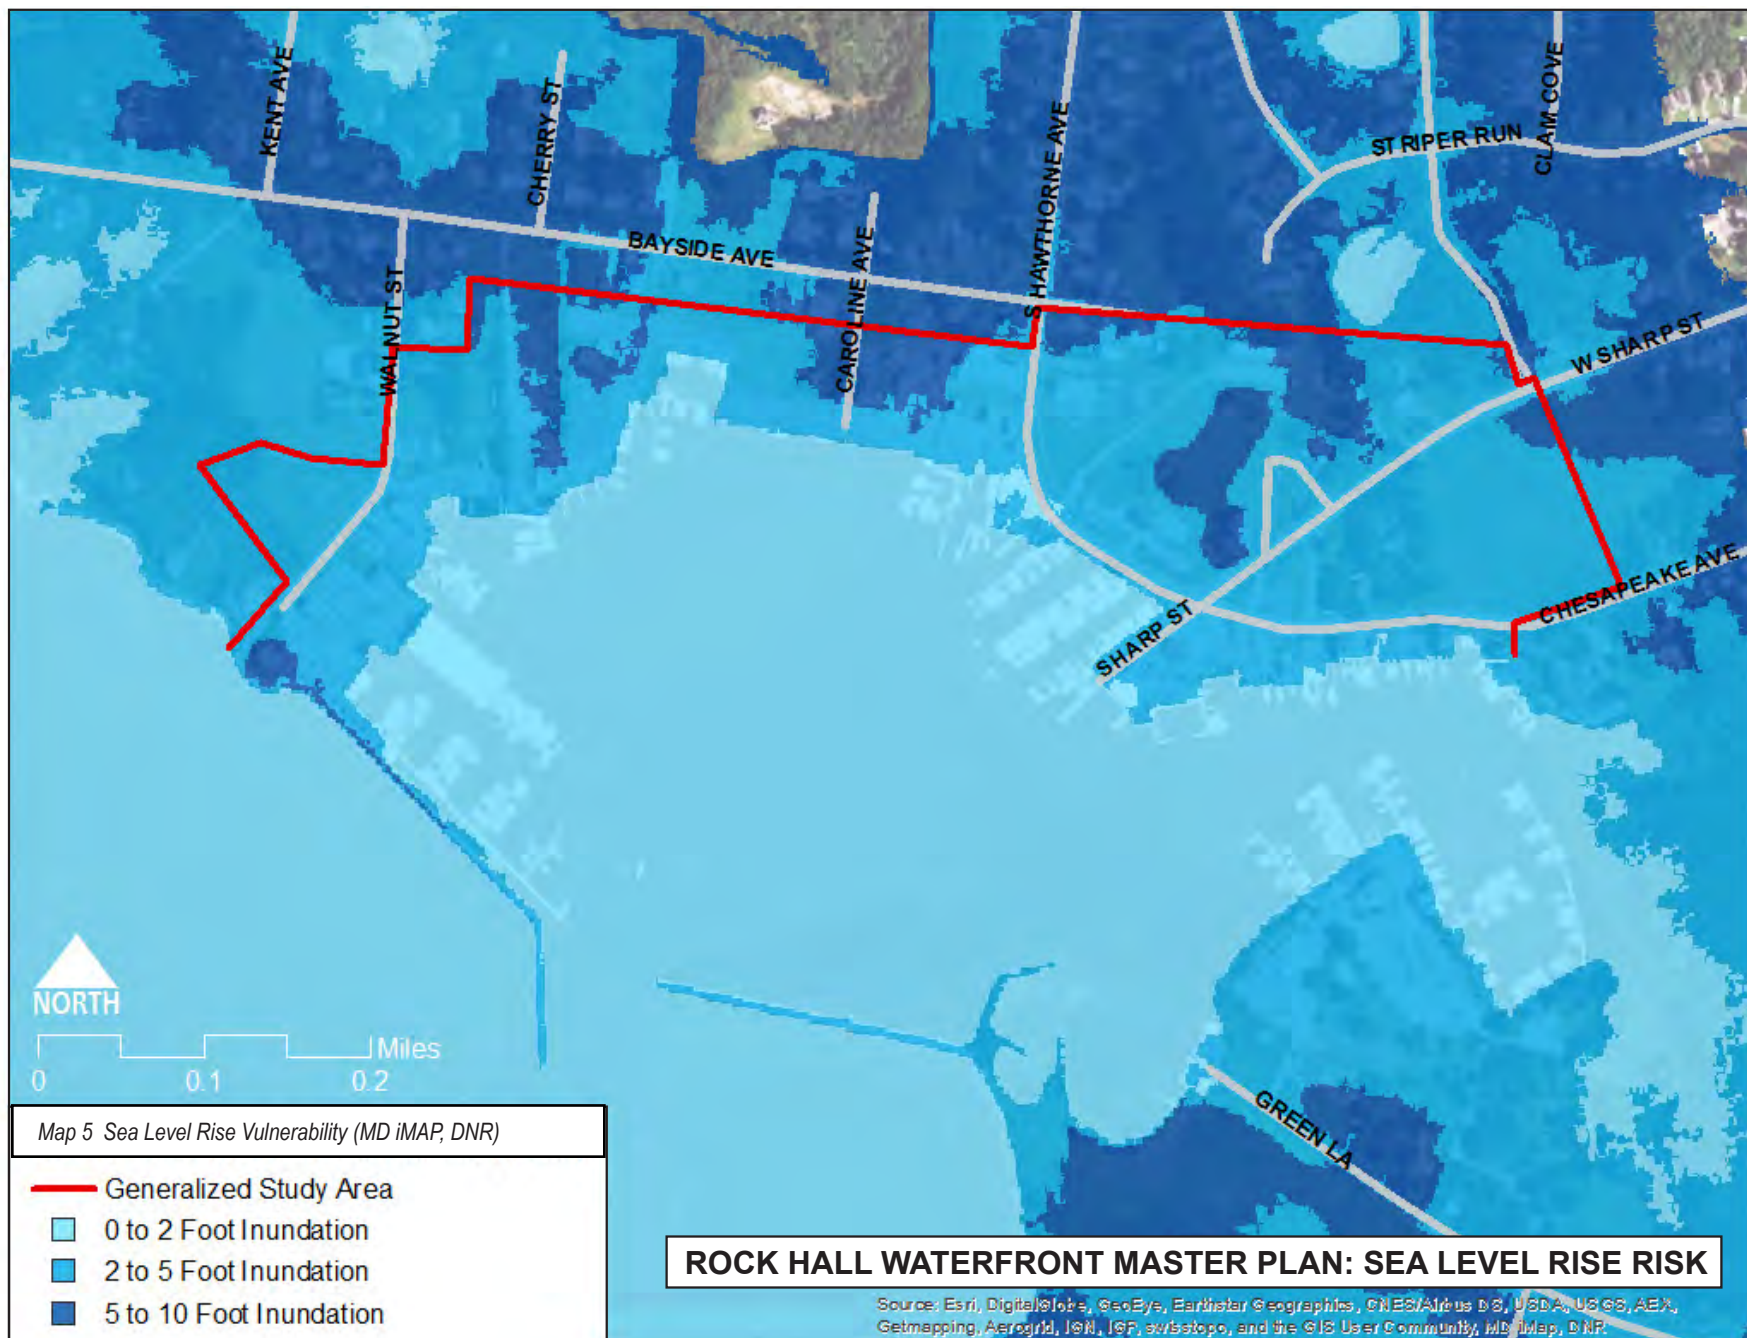 KENT AVE
CHERRY ST
S HAWTHORNE AVE
STRIPER RUN
CLAM COVE
BAYSIDE AVE
WALNUT ST
CAROLINE AVE
W SHARP ST
CHESAPEAKE AVE
SHARP ST
GREEN LA
NORTH
Miles
0 0.1 0.2
Map 5 Sea Level Rise Vulnerability (MD iMAP, DNR)
Generalized Study Area
0 to 2 Foot Inundation
2 to 5 Foot Inundation
5 to 10 Foot Inundation
ROCK HALL WATERFRONT MASTER PLAN: SEA LEVEL RISE RISK
Source: Esri, DigitalGlobe, GeoEye, Earthstar Geographics, CNES/Airbus DS, USDA, USGS, AEX,
Getmapping, Aerogrid, IGN, IGP, swisstopo, and the GIS User Community, MD iMap, DNR